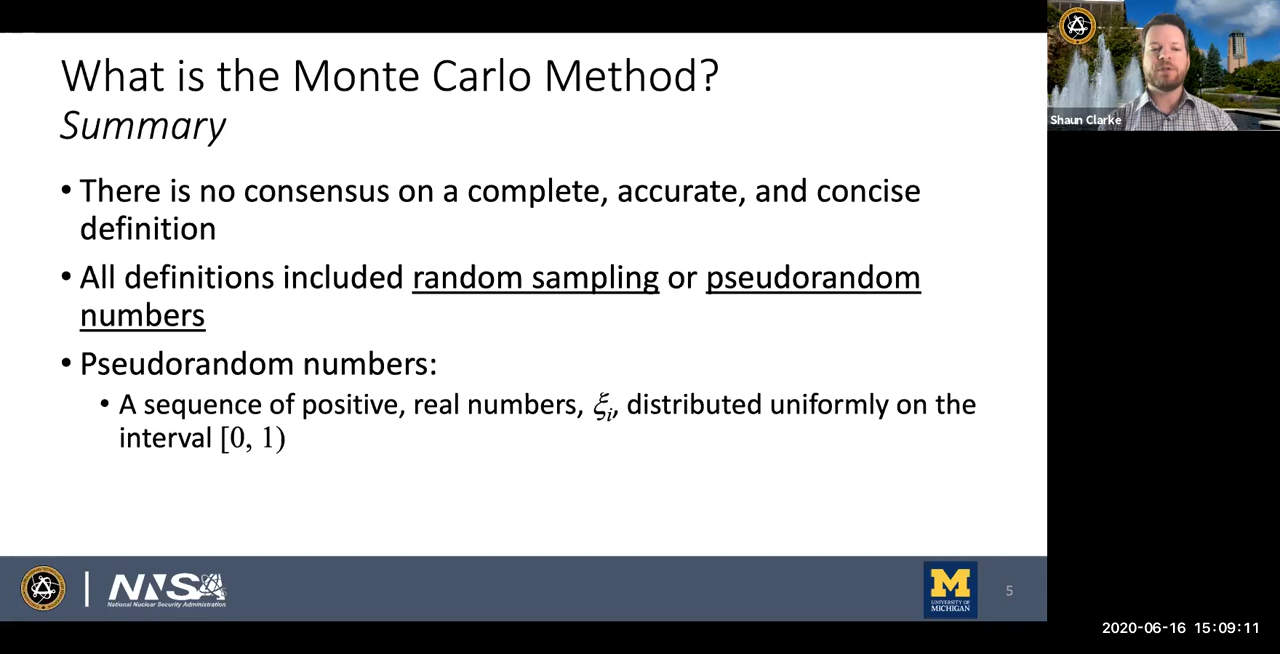 What is the Monte Carlo Method?
Summary
• There is no consensus on a complete, accurate, and concise
definition
• All definitions included random sampling or pseudorandom
numbers
• Pseudorandom numbers:
• A sequence of positive, real numbers, ξᵢ, distributed uniformly on the
interval [0, 1)
Shaun Clarke
NNSA
National Nuclear Security Administration
M
UNIVERSITY OF
MICHIGAN
5
2020-06-16 15:09:11